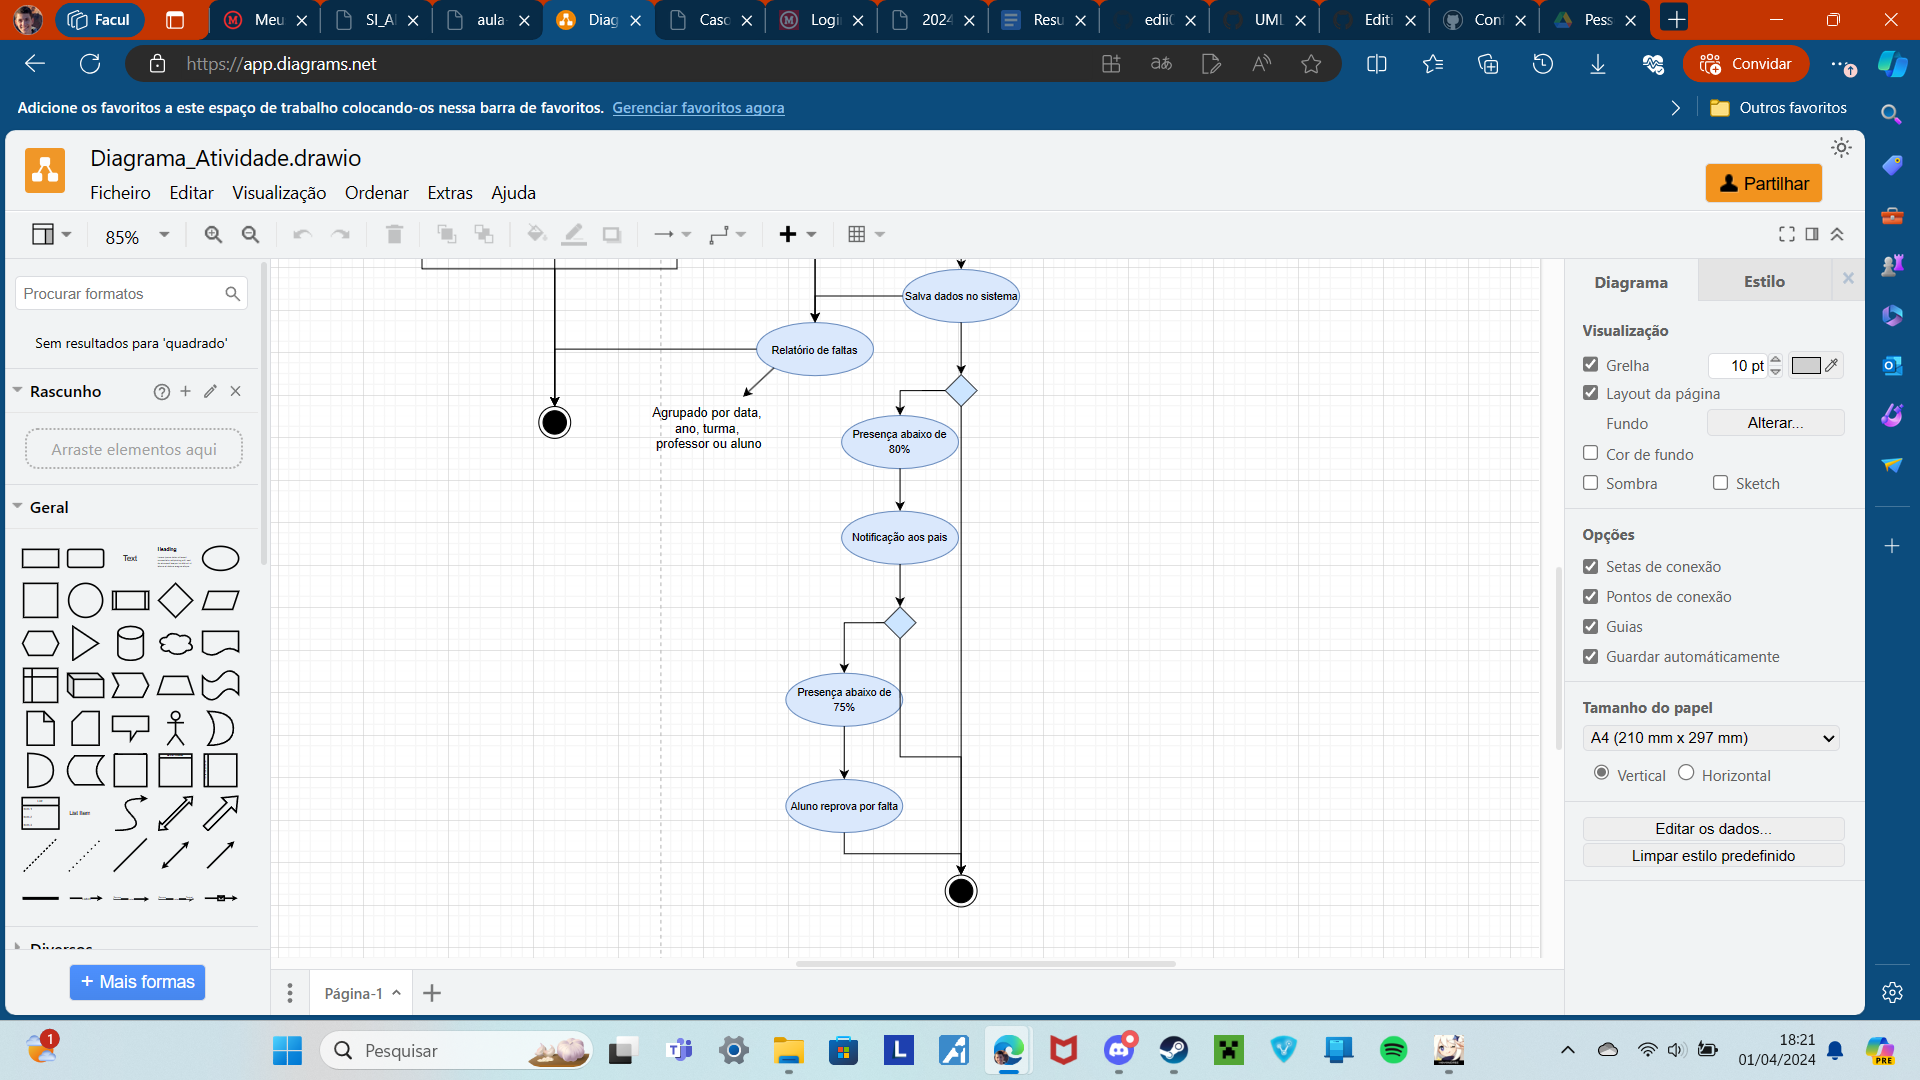 Facul
Meu
SI_A
aula-
Diag
Caso
Logi
2024
Resu
edii
UML
Editi
Con
Pess
https://app.diagrams.net
Convidar
Adicione os favoritos a este espaço de trabalho colocando-os nessa barra de favoritos. Gerenciar favoritos agora
Outros favoritos
Diagrama_Atividade.drawio
Ficheiro Editar Visualização Ordenar Extras Ajuda
Partilhar
85%
Procurar formatos
Sem resultados para 'quadrado'
Rascunho
Arraste elementos aqui
Geral
Text
Heading
List Item
Diversos
+ Mais formas
Salva dados no sistema
Relatório de faltas
Agrupado por data,
ano, turma,
professor ou aluno
Presença abaixo de
80%
Notificação aos pais
Presença abaixo de
75%
Aluno reprova por falta
Página-1
Diagrama
Estilo
Visualização
Grelha
10 pt
Layout da página
Fundo
Alterar...
Cor de fundo
Sombra
Sketch
Opções
Setas de conexão
Pontos de conexão
Guias
Guardar automáticamente
Tamanho do papel
A4 (210 mm x 297 mm)
Vertical
Horizontal
Editar os dados...
Limpar estilo predefinido
1
Pesquisar
L
18:21
01/04/2024
PRE